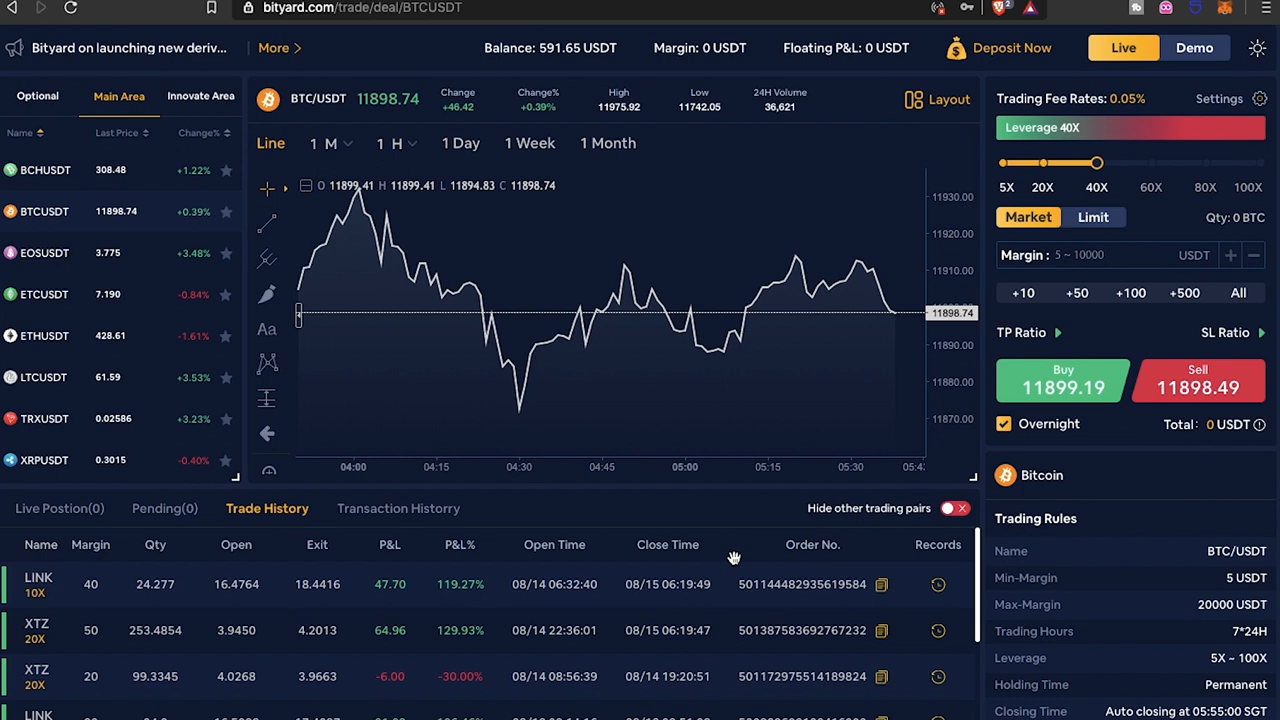 bityard.com/trade/deal/BTCUSDT
Bityard on launching new deriv... More > Balance: 591.65 USDT Margin: 0 USDT Floating P&L: 0 USDT Deposit Now Live Demo
Optional Main Area Innovate Area
Name Last Price Change%
BCHUSDT 308.48 +1.22%
BTCUSDT 11898.74 +0.39%
EOSUSDT 3.775 +3.48%
ETCUSDT 7.190 -0.84%
ETHUSDT 428.61 -1.61%
LTCUSDT 61.59 +3.53%
TRXUSDT 0.02586 +3.23%
XRPUSDT 0.3015 -0.40%
BTC/USDT 11898.74
Change Change% High Low 24H Volume
+46.42 +0.39% 11975.92 11742.05 36,621
Layout
Line 1 M 1 H 1 Day 1 Week 1 Month
O 11899.41 H 11899.41 L 11894.83 C 11898.74
Aa
11930.00
11920.00
11910.00
11898.74
11890.00
11880.00
11870.00
04:00 04:15 04:30 04:45 05:00 05:15 05:30 05:4
Trading Fee Rates: 0.05% Settings
Leverage 40X
5X 20X 40X 60X 80X 100X
Market Limit Qty: 0 BTC
Margin : 5 ~ 10000 USDT + −
+10 +50 +100 +500 All
TP Ratio SL Ratio
Buy Sell
11899.19 11898.49
Overnight Total: 0 USDT
Live Postion(0) Pending(0) Trade History Transaction Historry Hide other trading pairs
Name Margin Qty Open Exit P&L P&L% Open Time Close Time Order No. Records
LINK 40 24.277 16.4764 18.4416 47.70 119.27% 08/14 06:32:40 08/15 06:19:49 501144482935619584
10X
XTZ 50 253.4854 3.9450 4.2013 64.96 129.93% 08/14 22:36:01 08/15 06:19:47 501387583692767232
20X
XTZ 20 99.3345 4.0268 3.9663 -6.00 -30.00% 08/14 08:56:39 08/14 19:20:51 501172975514189824
20X
LINK
Bitcoin
Trading Rules
Name BTC/USDT
Min-Margin 5 USDT
Max-Margin 20000 USDT
Trading Hours 7*24H
Leverage 5X ~ 100X
Holding Time Permanent
Closing Time Auto closing at 05:55:00 SGT